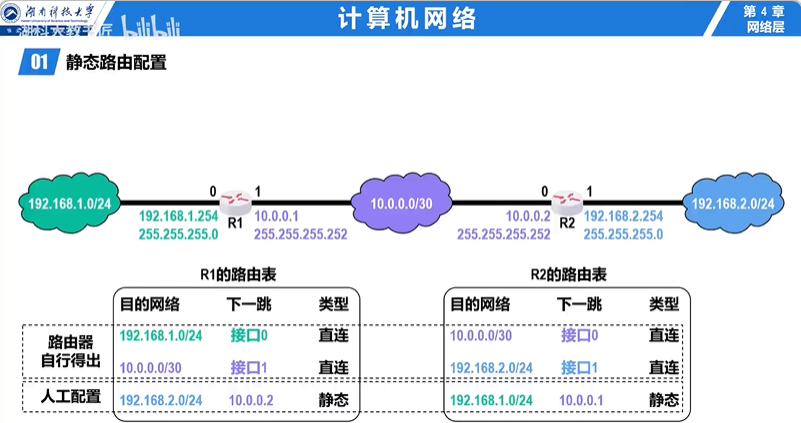 湖南科技大学
计算机网络
第 4 章
网络层
湖科大教书匠
bilibili
01 静态路由配置
0 1 0 1
192.168.1.0/24 10.0.0.0/30 192.168.2.0/24
192.168.1.254 10.0.0.1 10.0.0.2 192.168.2.254
R1 R2
255.255.255.0 255.255.255.252 255.255.255.252 255.255.255.0
R1的路由表 R2的路由表
目的网络 下一跳 类型 目的网络 下一跳 类型
路由器
自行得出
192.168.1.0/24 接口0 直连 10.0.0.0/30 接口0 直连
10.0.0.0/30 接口1 直连 192.168.2.0/24 接口1 直连
人工配置 192.168.2.0/24 10.0.0.2 静态 192.168.1.0/24 10.0.0.1 静态